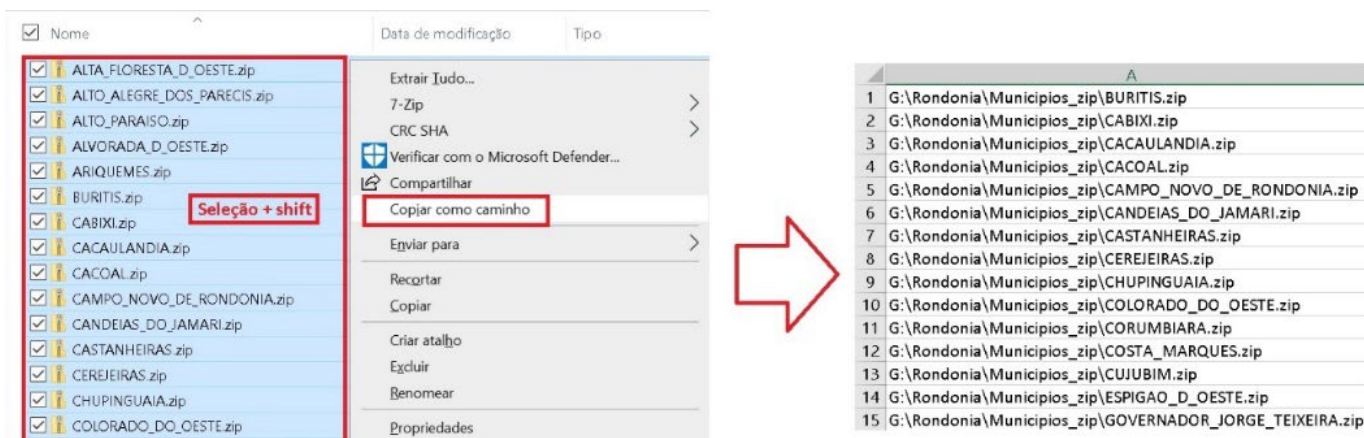 Nome
Data de modificação
Tipo
ALTA_FLORESTA_D_OESTE.zip
ALTO_ALEGRE_DOS_PARECIS.zip
ALTO_PARAISO.zip
ALVORADA_D_OESTE.zip
ARIQUEMES.zip
BURITIS.zip
CABIXI.zip
CACAULANDIA.zip
CACOAL.zip
CAMPO_NOVO_DE_RONDONIA.zip
CANDEIAS_DO_JAMARI.zip
CASTANHEIRAS.zip
CEREJEIRAS.zip
CHUPINGUAIA.zip
COLORADO_DO_OESTE.zip
Seleção + shift
Extrair Tudo...
7-Zip
CRC SHA
Verificar com o Microsoft Defender...
Compartilhar
Copiar como caminho
Enviar para
Recortar
Copiar
Criar atalho
Excluir
Renomear
Propriedades
A
1 G:\Rondonia\Municipios_zip\BURITIS.zip
2 G:\Rondonia\Municipios_zip\CABIXI.zip
3 G:\Rondonia\Municipios_zip\CACAULANDIA.zip
4 G:\Rondonia\Municipios_zip\CACOAL.zip
5 G:\Rondonia\Municipios_zip\CAMPO_NOVO_DE_RONDONIA.zip
6 G:\Rondonia\Municipios_zip\CANDEIAS_DO_JAMARI.zip
7 G:\Rondonia\Municipios_zip\CASTANHEIRAS.zip
8 G:\Rondonia\Municipios_zip\CEREJEIRAS.zip
9 G:\Rondonia\Municipios_zip\CHUPINGUAIA.zip
10 G:\Rondonia\Municipios_zip\COLORADO_DO_OESTE.zip
11 G:\Rondonia\Municipios_zip\CORUMBIARA.zip
12 G:\Rondonia\Municipios_zip\COSTA_MARQUES.zip
13 G:\Rondonia\Municipios_zip\CUJUBIM.zip
14 G:\Rondonia\Municipios_zip\ESPIGAO_D_OESTE.zip
15 G:\Rondonia\Municipios_zip\GOVERNADOR_JORGE_TEIXEIRA.zip